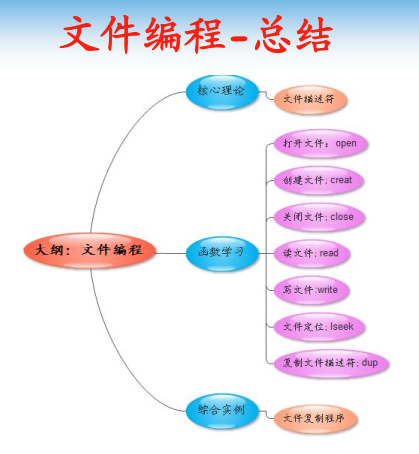 文件编程-总结
核心理论
文件描述符
打开文件：open
创建文件; creat
关闭文件; close
大纲：文件编程
函数学习
读文件; read
写文件:write
文件定位; lseek
复制文件描述符; dup
综合实例
文件复制程序